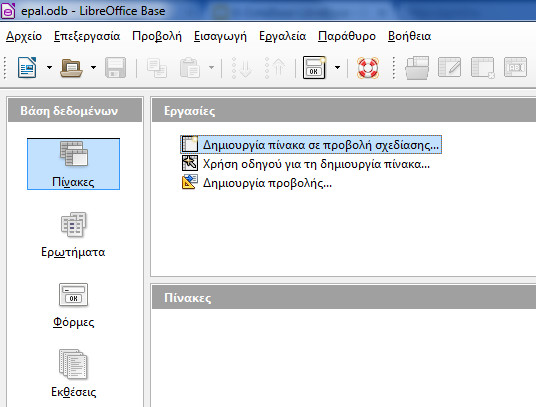 epal.odb - LibreOffice Base
Αρχείο Επεξεργασία Προβολή Εισαγωγή Εργαλεία Παράθυρο Βοήθεια
Βάση δεδομένων
Εργασίες
Πίνακες
Ερωτήματα
Φόρμες
Εκθέσεις
Δημιουργία πίνακα σε προβολή σχεδίασης...
Χρήση οδηγού για τη δημιουργία πίνακα...
Δημιουργία προβολής...
Πίνακες